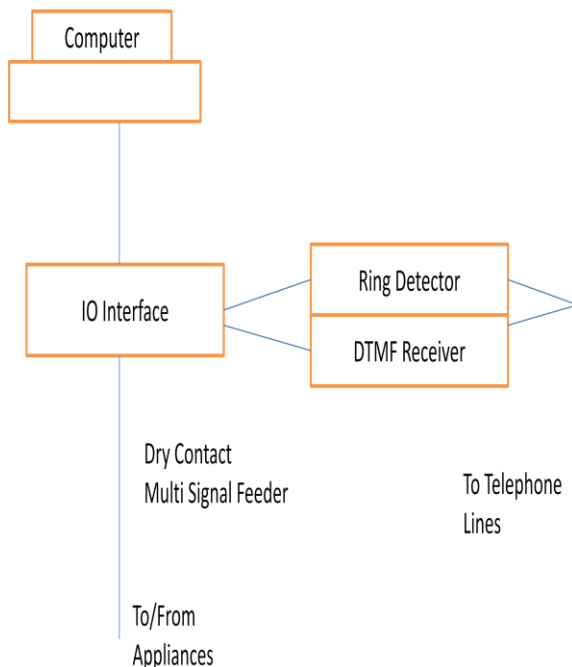 Computer
IO Interface
Ring Detector
DTMF Receiver
Dry Contact
Multi Signal Feeder
To Telephone
Lines
To/From
Appliances